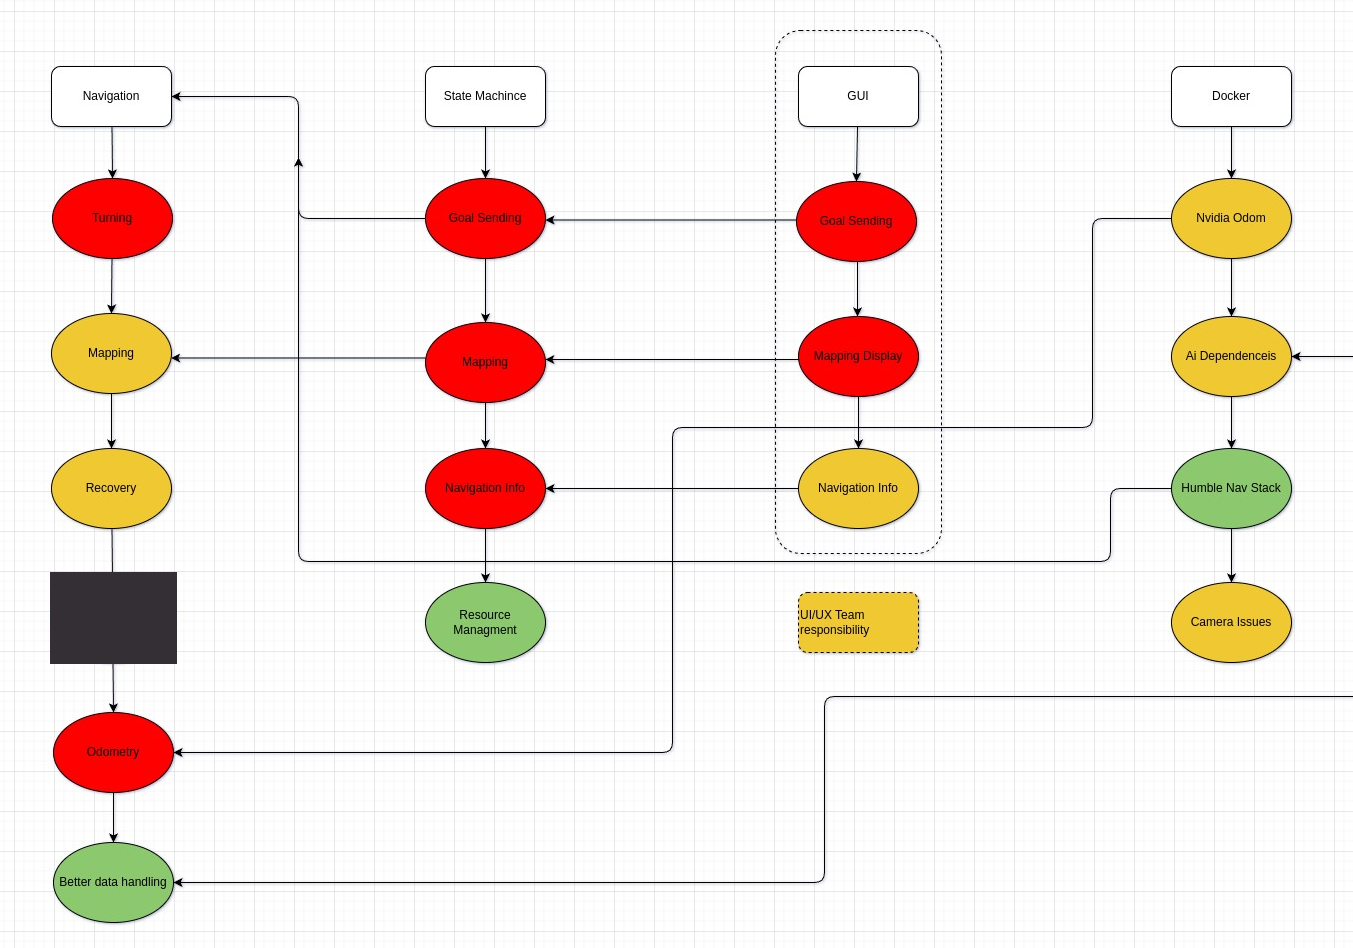 Navigation
State Machince
GUI
Docker
Turning
Goal Sending
Goal Sending
Nvidia Odom
Mapping
Mapping
Mapping Display
Ai Dependenceis
Recovery
Navigation Info
Navigation Info
Humble Nav Stack
Resource
Managment
UI/UX Team
responsibility
Camera Issues
Odometry
Better data handling